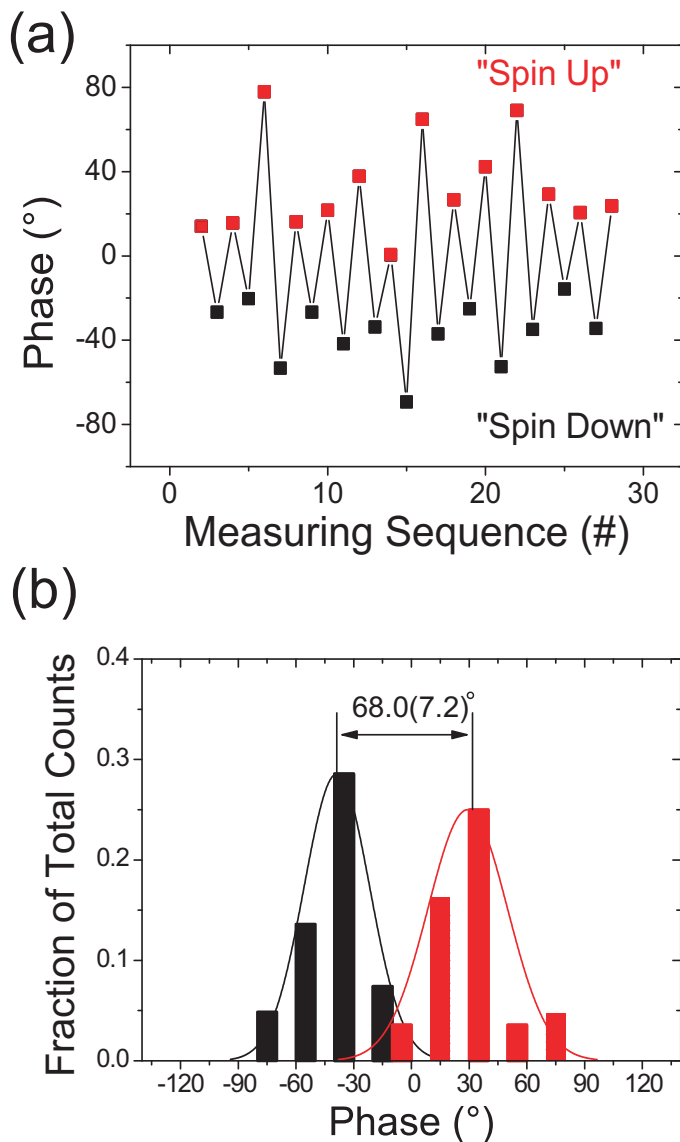 (a)
"Spin Up"
80
40
0
-40
-80
Phase (°)
"Spin Down"
0 10 20 30
Measuring Sequence (#)
(b)
0.4
68.0(7.2)°
0.3
0.2
0.1
0.0
Fraction of Total Counts
-120 -90 -60 -30 0 30 60 90 120
Phase (°)